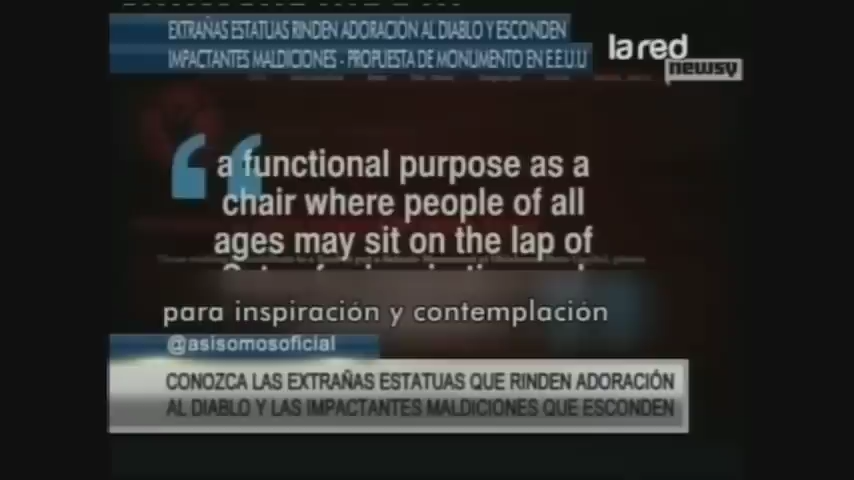 EXTRAÑAS ESTATUAS RINDEN ADORACIÓN AL DIABLO Y ESCONDEN
IMPACTANTES MALDICIONES - PROPUESTA DE MONUMENTO EN E.E.U.U
la red
newsy
a functional purpose as a
chair where people of all
ages may sit on the lap of
para inspiración y contemplación
@asisomosoficial
CONOZCA LAS EXTRAÑAS ESTATUAS QUE RINDEN ADORACIÓN
AL DIABLO Y LAS IMPACTANTES MALDICIONES QUE ESCONDEN